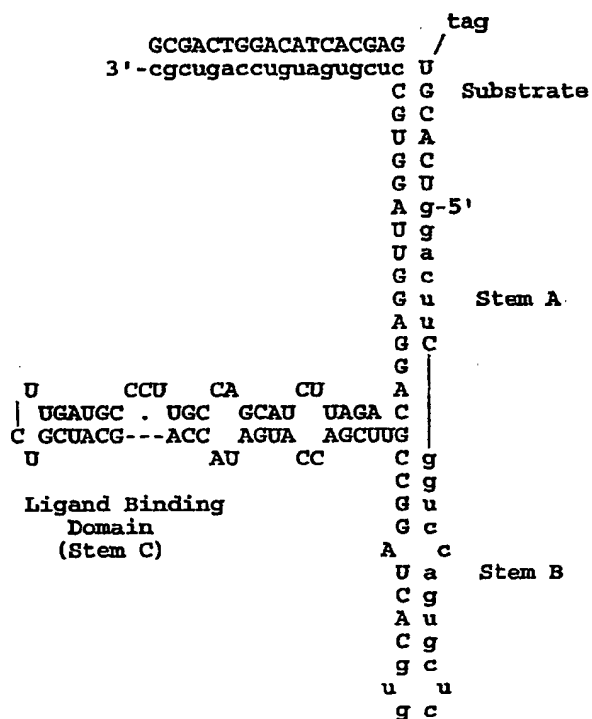 tag
GCGACTGGACATCACGAG /
3'-cgcugaccuguagugcuc U
C G Substrate
G C
U A
G C
G U
A g-5'
U g
U a
G c
G u Stem A
A u
G C
G
U CCU CA CU A
| UGAUGC . UGC GCAU UAGA C
C GCUACG---ACC AGUA AGCUUG
U AU CC C g
C g
Ligand Binding G u
Domain G c
(Stem C) A c
U a Stem B
C g
A u
C g
g c
u u
g c